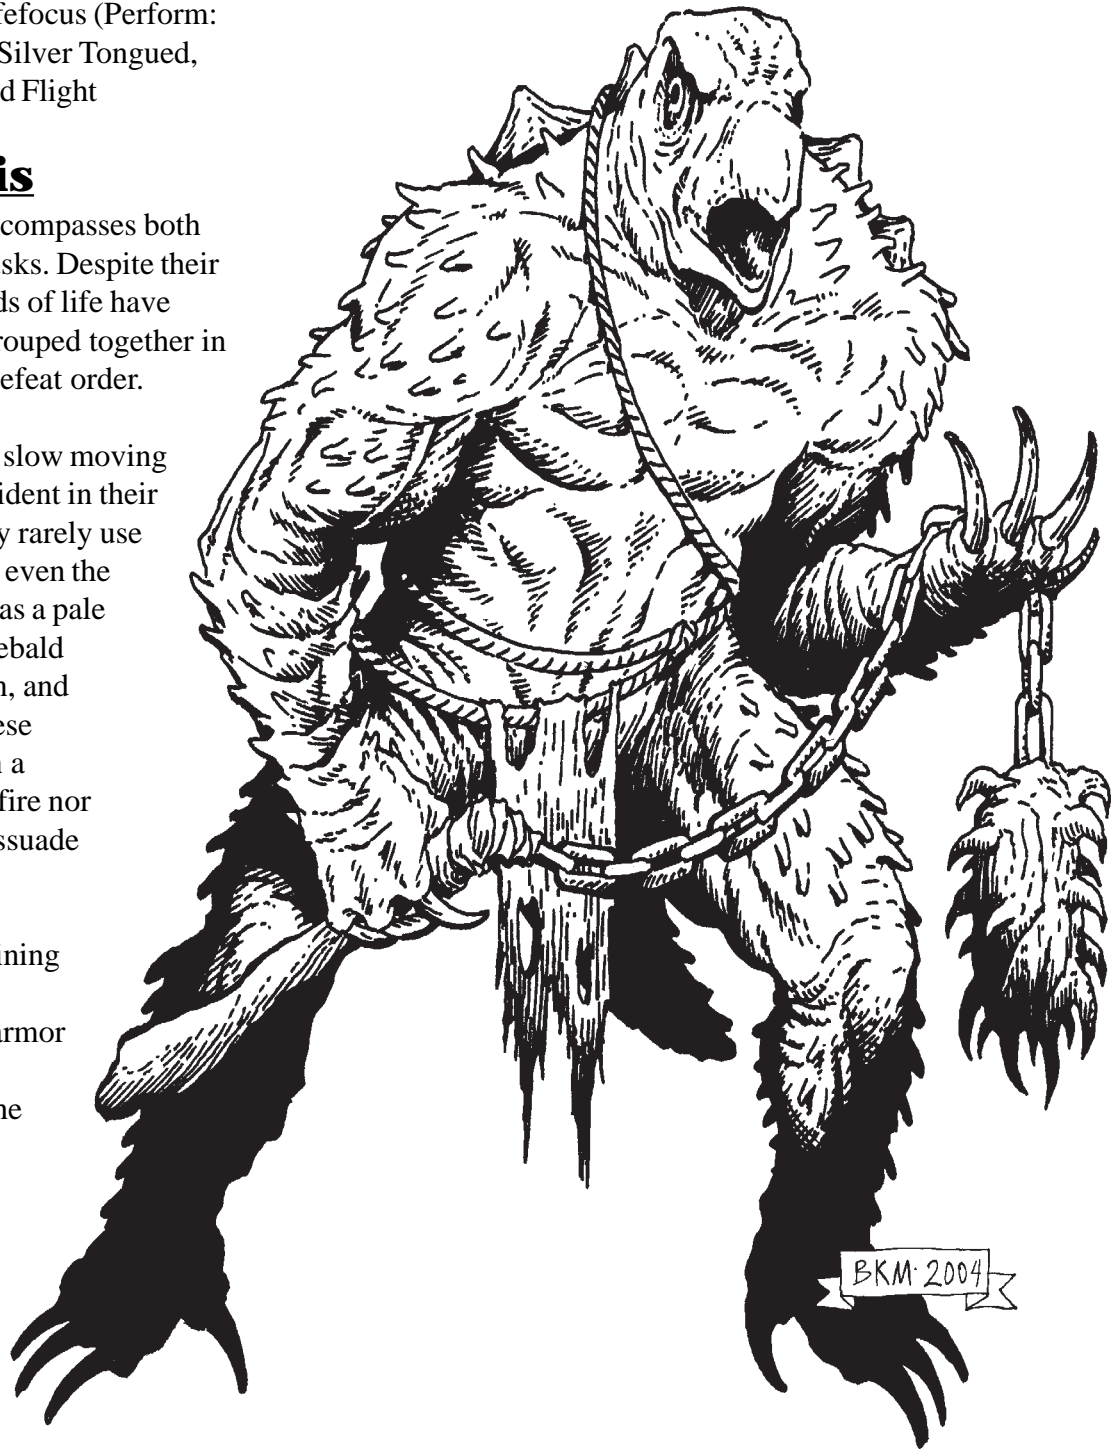 fefocus (Perform:
Silver Tongued,
d Flight
is
compasses both
sks. Despite their
ds of life have
rouped together in
efeat order.
slow moving
ident in their
y rarely use
even the
as a pale
ebald
n, and
ese
n a
fire nor
ssuade
ining
armor
ne
BKM· 2004